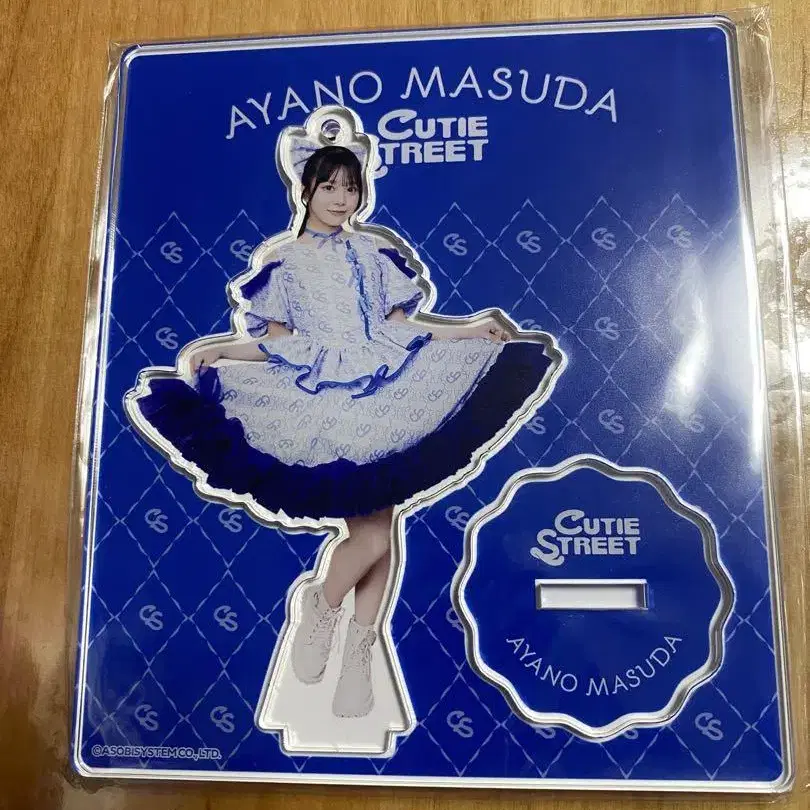 AYANO MASUDA
CUTIE
STREET
CUTIE
STREET
AYANO MASUDA
©ASOBISYSTEM CO.,LTD.